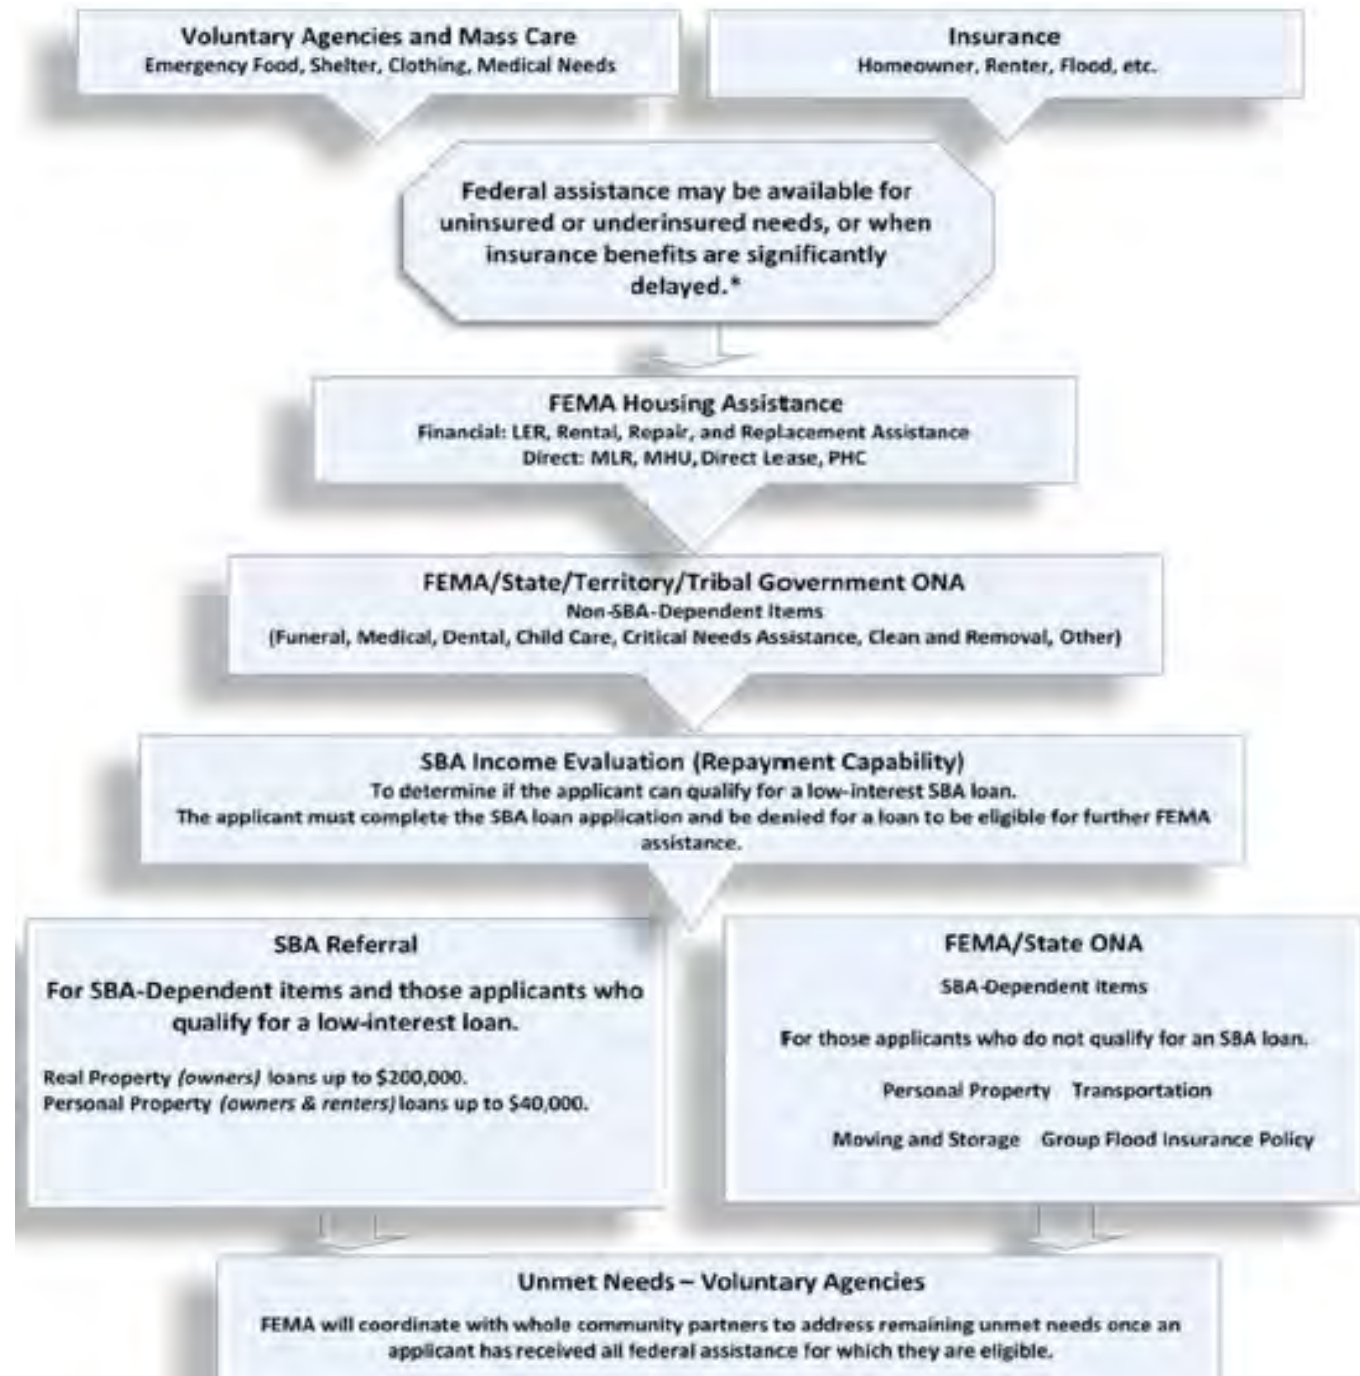 Voluntary Agencies and Mass Care
Emergency Food, Shelter, Clothing, Medical Needs
Insurance
Homeowner, Renter, Flood, etc.
Federal assistance may be available for
uninsured or underinsured needs, or when
insurance benefits are significantly
delayed.*
FEMA Housing Assistance
Financial: LER, Rental, Repair, and Replacement Assistance
Direct: MLR, MHU, Direct Lease, PHC
FEMA/State/Territory/Tribal Government ONA
Non-SBA-Dependent Items
(Funeral, Medical, Dental, Child Care, Critical Needs Assistance, Clean and Removal, Other)
SBA Income Evaluation (Repayment Capability)
To determine if the applicant can qualify for a low-interest SBA loan.
The applicant must complete the SBA loan application and be denied for a loan to be eligible for further FEMA
assistance.
SBA Referral
For SBA-Dependent items and those applicants who
qualify for a low-interest loan.
Real Property (owners) loans up to $200,000.
Personal Property (owners & renters) loans up to $40,000.
FEMA/State ONA
SBA-Dependent Items
For those applicants who do not qualify for an SBA loan.
Personal Property Transportation
Moving and Storage Group Flood Insurance Policy
Unmet Needs – Voluntary Agencies
FEMA will coordinate with whole community partners to address remaining unmet needs once an
applicant has received all federal assistance for which they are eligible.